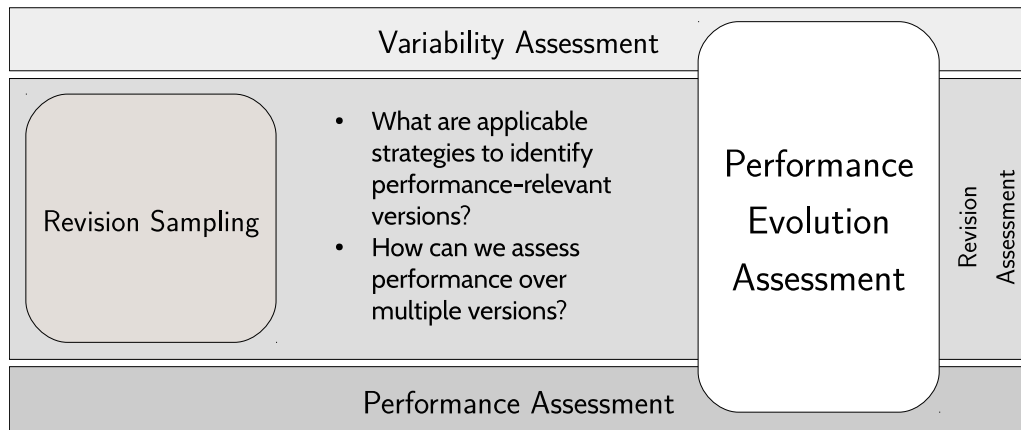 Variability Assessment
Revision Sampling
• What are applicable
strategies to identify
performance-relevant
versions?
• How can we assess
performance over
multiple versions?
Performance
Evolution
Assessment
Revision
Assessment
Performance Assessment